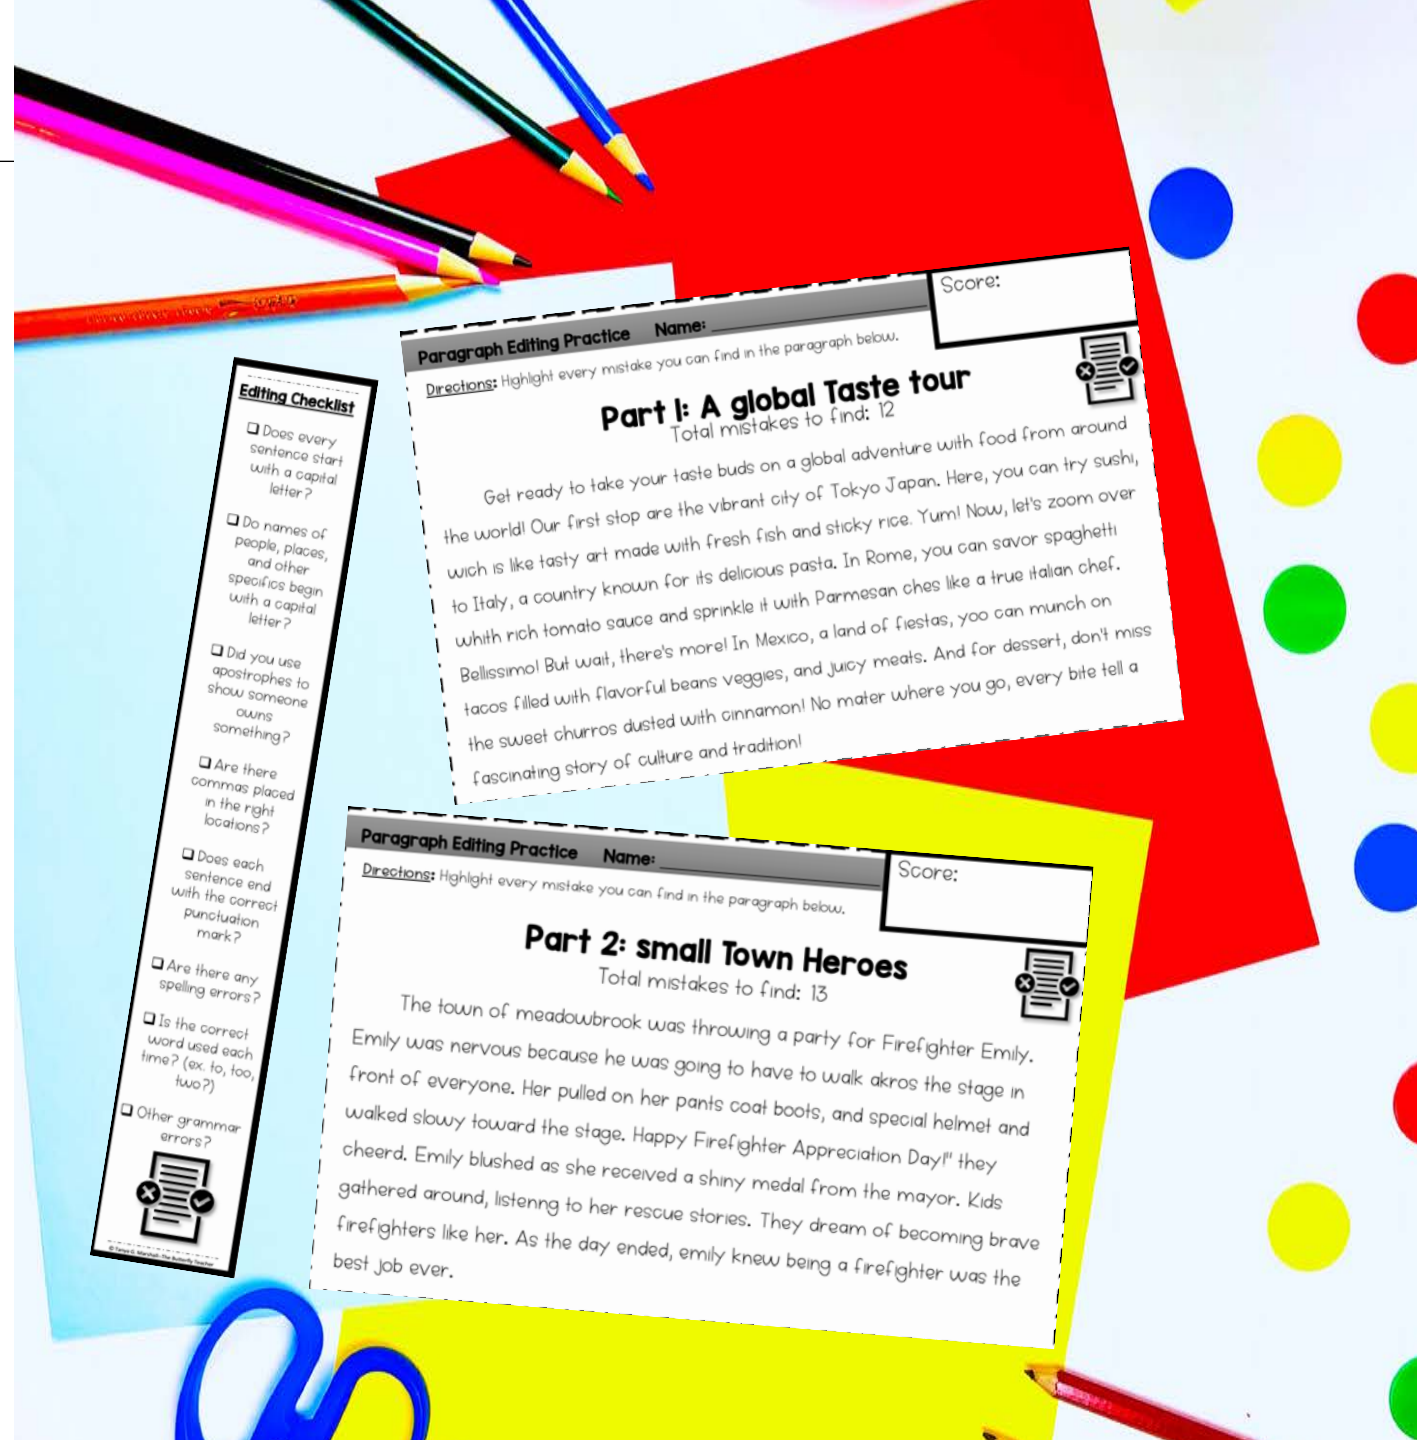 Editing Checklist
❑ Does every
sentence start
with a capital
letter?
❑ Do names of
people, places,
and other
specifics begin
with a capital
letter?
❑ Did you use
apostrophes to
show someone
owns
something?
❑ Are there
commas placed
in the right
locations?
❑ Does each
sentence end
with the correct
punctuation
mark?
❑ Are there any
spelling errors?
❑ Is the correct
word used each
time? (ex. to, too,
two?)
❑ Other grammar
errors?
© Tanya G. Marshall-The Butterfly Teacher
Paragraph Editing Practice Name:
Score:
Directions: Highlight every mistake you can find in the paragraph below.
Part 1: A global Taste tour
Total mistakes to find: 12
Get ready to take your taste buds on a global adventure with food from around
the world! Our first stop are the vibrant city of Tokyo Japan. Here, you can try sushi,
wich is like tasty art made with fresh fish and sticky rice. Yum! Now, let's zoom over
to Italy, a country known for its delicious pasta. In Rome, you can savor spaghetti
whith rich tomato sauce and sprinkle it with Parmesan ches like a true italian chef.
Bellissimo! But wait, there's more! In Mexico, a land of fiestas, yoo can munch on
tacos filled with flavorful beans veggies, and juicy meats. And for dessert, don't miss
the sweet churros dusted with cinnamon! No mater where you go, every bite tell a
fascinating story of culture and tradition!
Paragraph Editing Practice Name:
Score:
Directions: Highlight every mistake you can find in the paragraph below.
Part 2: small Town Heroes
Total mistakes to find: 13
The town of meadowbrook was throwing a party for Firefighter Emily.
Emily was nervous because he was going to have to walk akros the stage in
front of everyone. Her pulled on her pants coat boots, and special helmet and
walked slowy toward the stage. Happy Firefighter Appreciation Day!" they
cheerd. Emily blushed as she received a shiny medal from the mayor. Kids
gathered around, listenng to her rescue stories. They dream of becoming brave
firefighters like her. As the day ended, emily knew being a firefighter was the
best job ever.